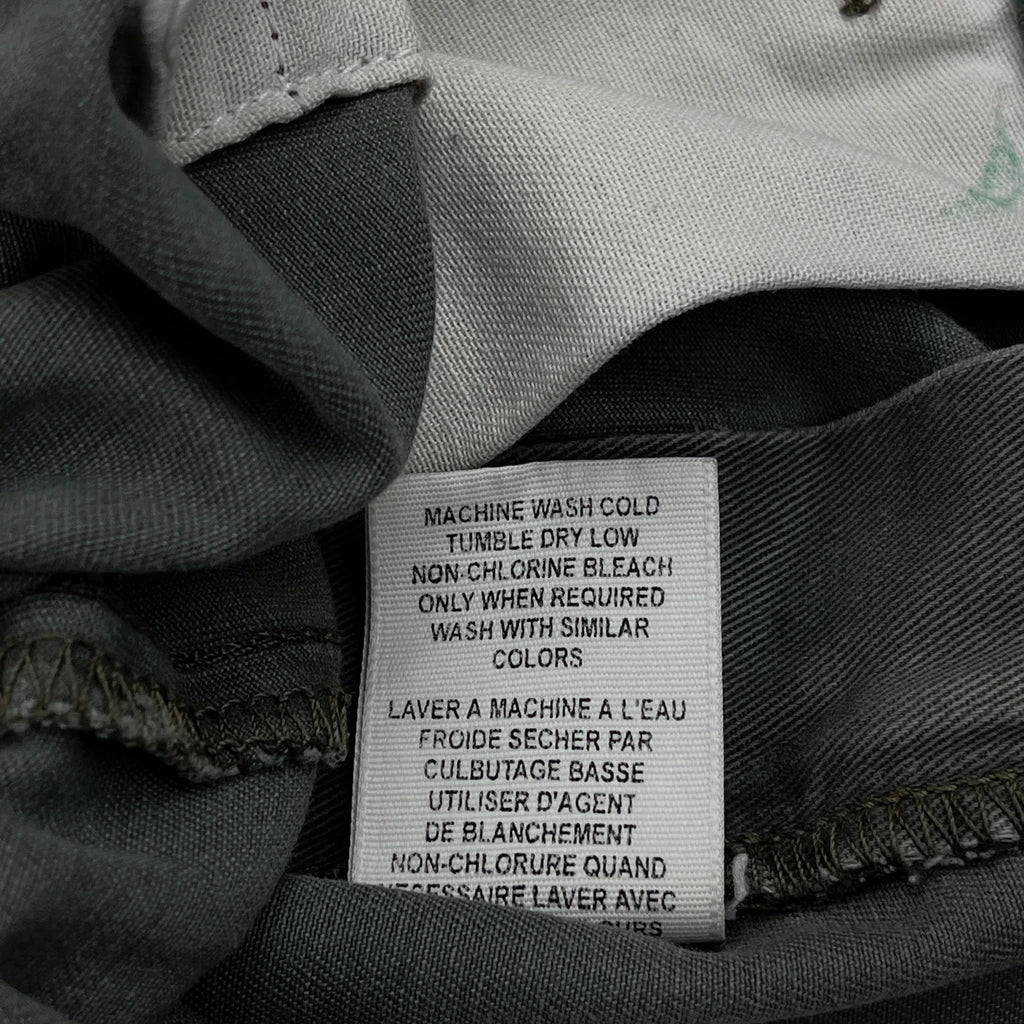 MACHINE WASH COLD
TUMBLE DRY LOW
NON-CHLORINE BLEACH
ONLY WHEN REQUIRED
WASH WITH SIMILAR
COLORS
LAVER A MACHINE A L'EAU
FROIDE SECHER PAR
CULBUTAGE BASSE
UTILISER D'AGENT
DE BLANCHEMENT
NON-CHLORURE QUAND
NECESSAIRE LAVER AVEC